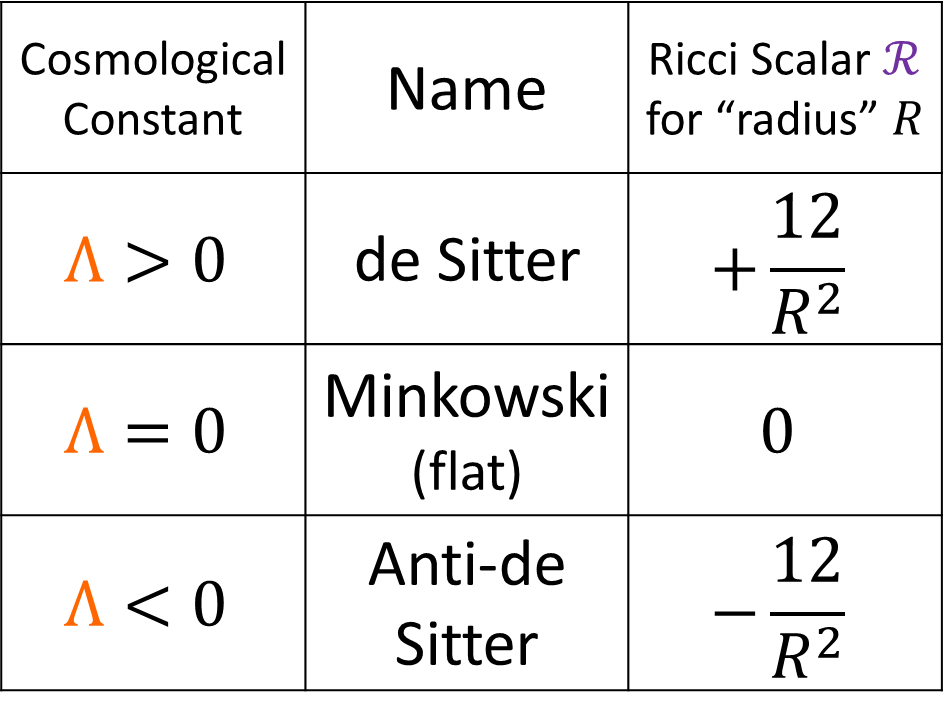 Cosmological
Constant
Name
Ricci Scalar ℛ
for “radius” R
Λ > 0
de Sitter
+ 12/R²
Λ = 0
Minkowski
(flat)
0
Λ < 0
Anti-de
Sitter
− 12/R²